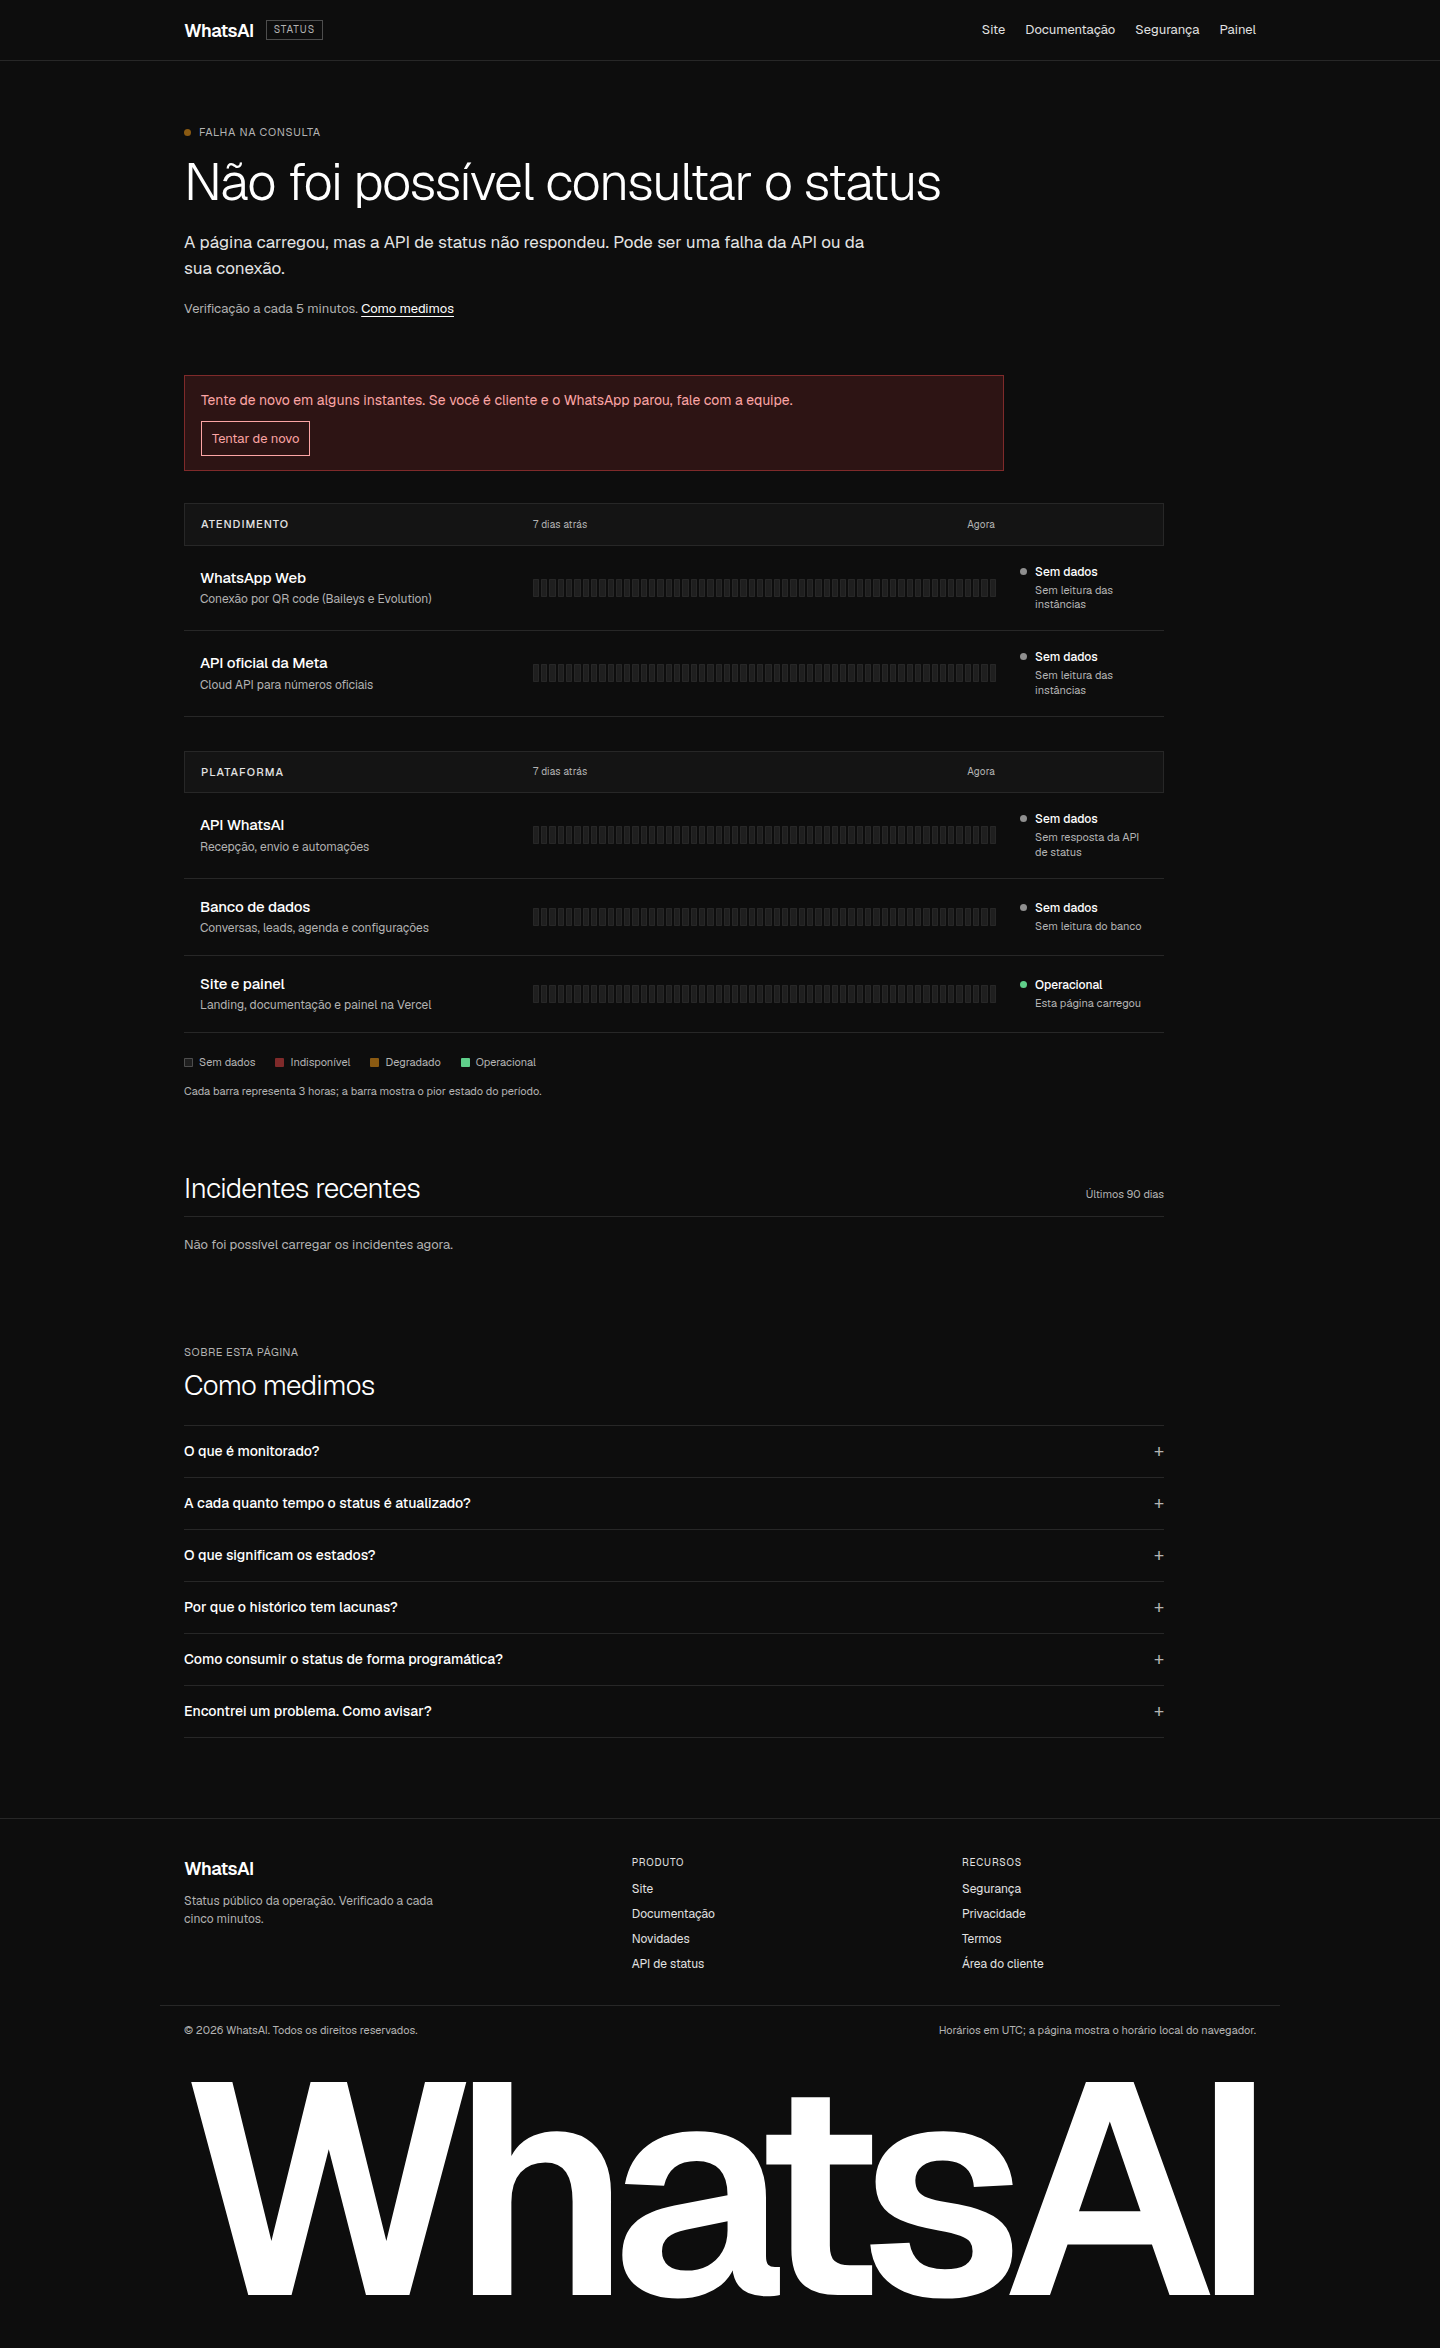 WhatsAI
STATUS
Site
Documentação
Segurança
Painel
FALHA NA CONSULTA
Não foi possível consultar o status
A página carregou, mas a API de status não respondeu. Pode ser uma falha da API ou da
sua conexão.
Verificação a cada 5 minutos. Como medimos
Tente de novo em alguns instantes. Se você é cliente e o WhatsApp parou, fale com a equipe.
Tentar de novo
ATENDIMENTO
7 dias atrás
Agora
WhatsApp Web
Conexão por QR code (Baileys e Evolution)
Sem dados
Sem leitura das
instâncias
API oficial da Meta
Cloud API para números oficiais
Sem dados
Sem leitura das
instâncias
PLATAFORMA
7 dias atrás
Agora
API WhatsAI
Recepção, envio e automações
Sem dados
Sem resposta da API
de status
Banco de dados
Conversas, leads, agenda e configurações
Sem dados
Sem leitura do banco
Site e painel
Landing, documentação e painel na Vercel
Operacional
Esta página carregou
Sem dados
Indisponível
Degradado
Operacional
Cada barra representa 3 horas; a barra mostra o pior estado do período.
Incidentes recentes
Últimos 90 dias
Não foi possível carregar os incidentes agora.
SOBRE ESTA PÁGINA
Como medimos
O que é monitorado?
+
A cada quanto tempo o status é atualizado?
+
O que significam os estados?
+
Por que o histórico tem lacunas?
+
Como consumir o status de forma programática?
+
Encontrei um problema. Como avisar?
+
WhatsAI
Status público da operação. Verificado a cada
cinco minutos.
PRODUTO
Site
Documentação
Novidades
API de status
RECURSOS
Segurança
Privacidade
Termos
Área do cliente
© 2026 WhatsAI. Todos os direitos reservados.
Horários em UTC; a página mostra o horário local do navegador.
WhatsAI